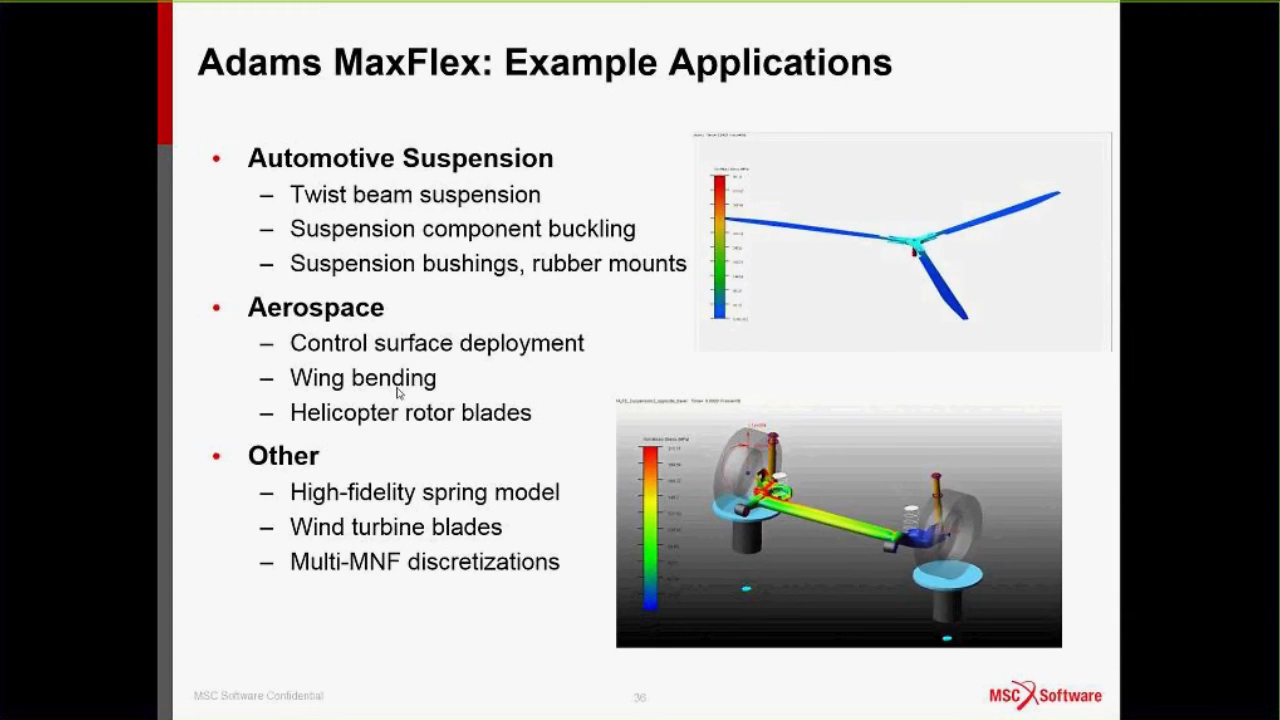 Adams MaxFlex: Example Applications
• Automotive Suspension
– Twist beam suspension
– Suspension component buckling
– Suspension bushings, rubber mounts
• Aerospace
– Control surface deployment
– Wing bending
– Helicopter rotor blades
• Other
– High-fidelity spring model
– Wind turbine blades
– Multi-MNF discretizations
MSC Software Confidential
36
MSC Software